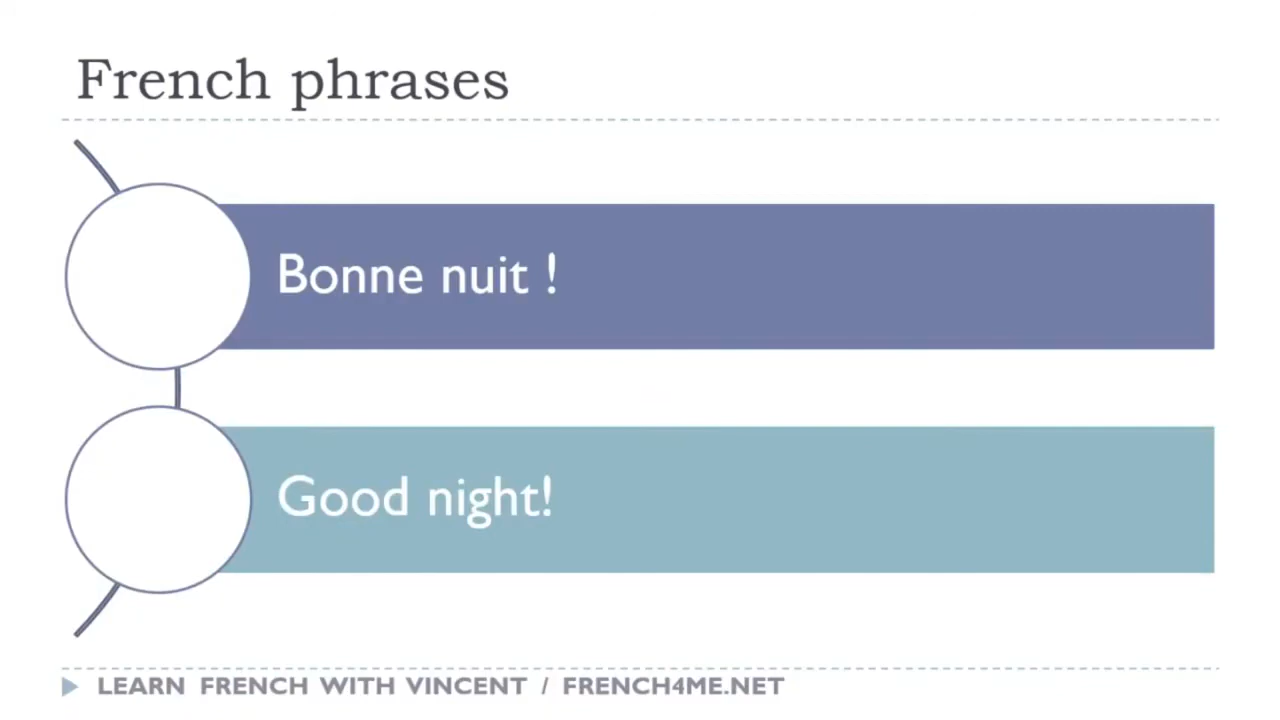 French phrases
Bonne nuit !
Good night!
LEARN FRENCH WITH VINCENT / FRENCH4ME.NET